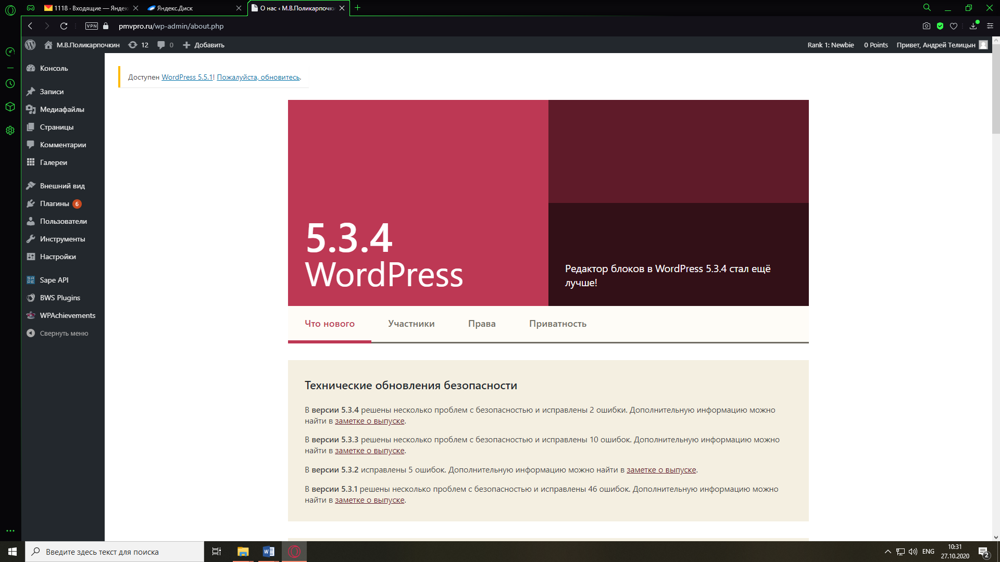 1118 · Входящие — Яндек
Яндекс.Диск
О нас ‹ М.В.Поликарпочки
VPN
pmvpro.ru/wp-admin/about.php
М.В.Поликарпочкин
12
0
Добавить
Rank 1: Newbie
0 Points
Привет, Андрей Телицын
Консоль
Записи
Медиафайлы
Страницы
Комментарии
Галереи
Внешний вид
Плагины 6
Пользователи
Инструменты
Настройки
Sape API
BWS Plugins
WPAchievements
Свернуть меню
Доступен WordPress 5.5.1! Пожалуйста, обновитесь.
5.3.4
WordPress
Редактор блоков в WordPress 5.3.4 стал ещё
лучше!
Что нового
Участники
Права
Приватность
Технические обновления безопасности
В версии 5.3.4 решены несколько проблем с безопасностью и исправлены 2 ошибки. Дополнительную информацию можно
найти в заметке о выпуске.
В версии 5.3.3 решены несколько проблем с безопасностью и исправлены 10 ошибок. Дополнительную информацию можно
найти в заметке о выпуске.
В версии 5.3.2 исправлены 5 ошибок. Дополнительную информацию можно найти в заметке о выпуске.
В версии 5.3.1 решены несколько проблем с безопасностью и исправлены 46 ошибок. Дополнительную информацию можно
найти в заметке о выпуске.
Введите здесь текст для поиска
ENG
10:31
27.10.2020
2